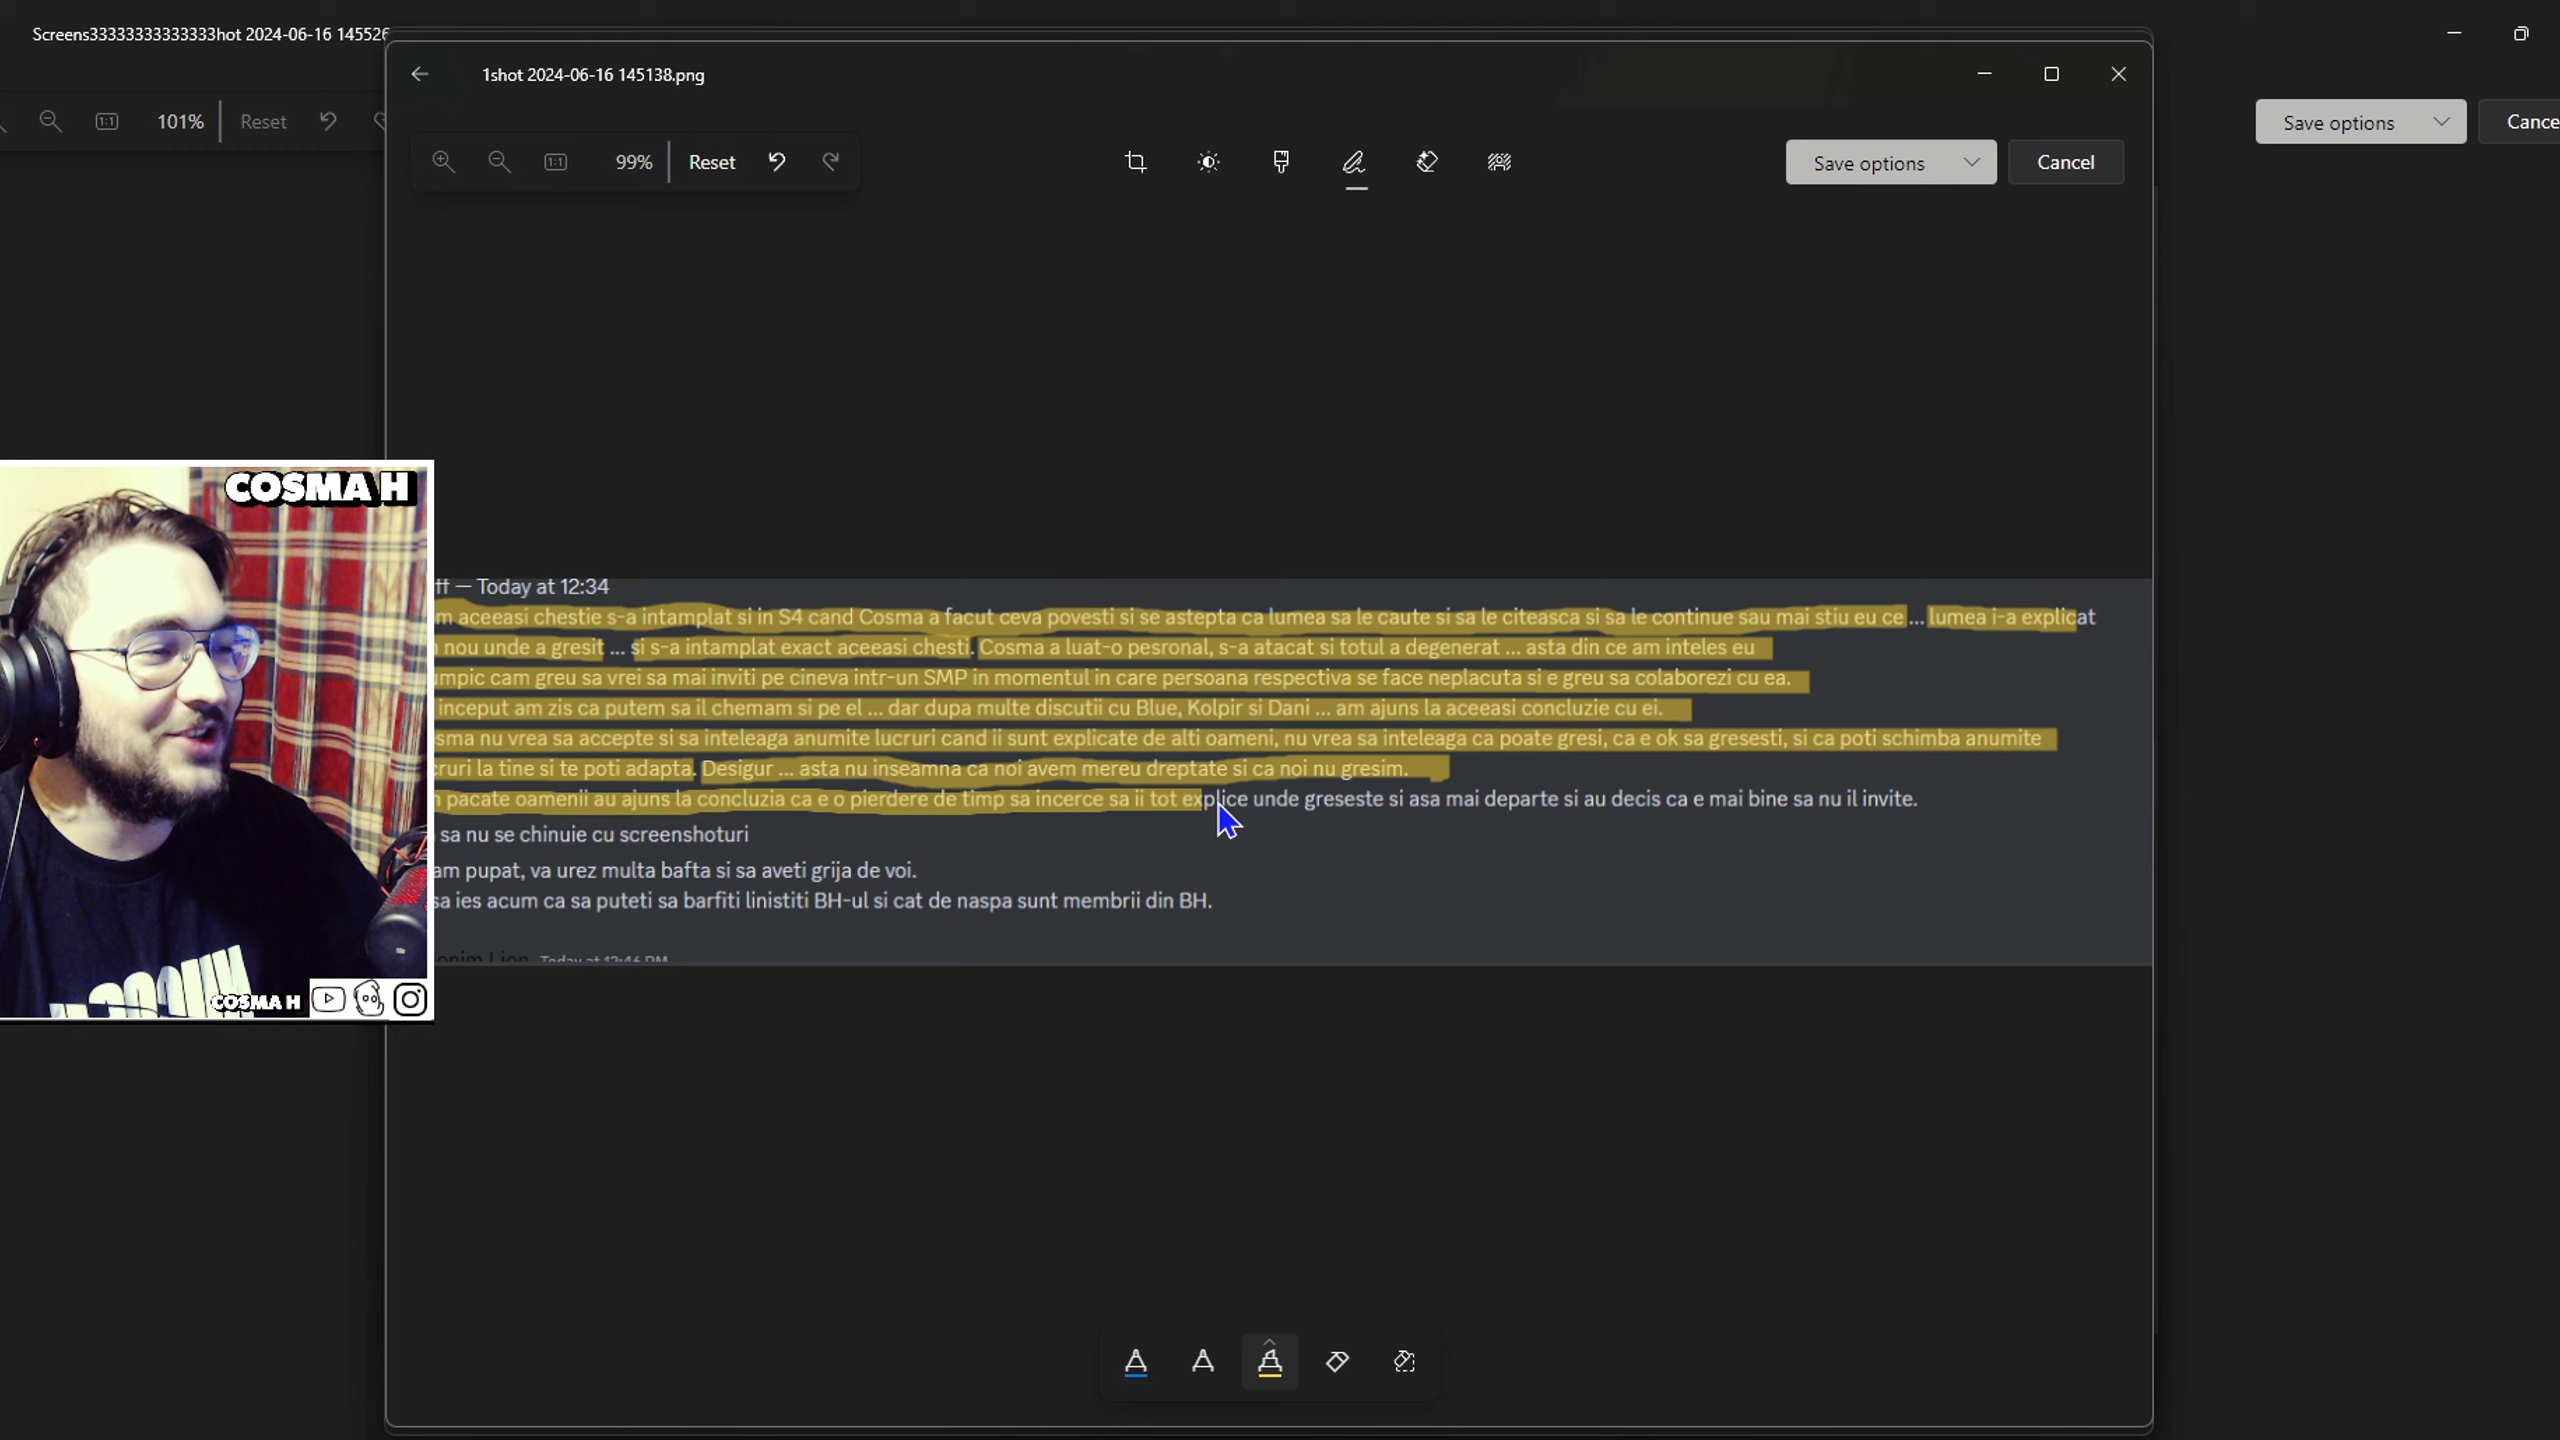 Screens33333333333333hot 2024-06-16 145526
1shot 2024-06-16 145138.png
101%
Reset
Save options
Cance
99%
Reset
Save options
Cancel
COSMA H
ff — Today at 12:34
m aceeasi chestie s-a intamplat si in S4 cand Cosma a facut ceva povesti si se astepta ca lumea sa le caute si sa le citeasca si sa le continue sau mai stiu eu ce ... lumea i-a explicat
nou unde a gresit ... si s-a intamplat exact aceeasi chesti. Cosma a luat-o pesronal, s-a atacat si totul a degenerat ... asta din ce am inteles eu
umpic cam greu sa vrei sa mai inviti pe cineva intr-un SMP in momentul in care persoana respectiva se face neplacuta si e greu sa colaborezi cu ea.
inceput am zis ca putem sa il chemam si pe el ... dar dupa multe discutii cu Blue, Kolpir si Dani ... am ajuns la aceeasi concluzie cu ei.
sma nu vrea sa accepte si sa inteleaga anumite lucruri cand ii sunt explicate de alti oameni, nu vrea sa inteleaga ca poate gresi, ca e ok sa gresesti, si ca poti schimba anumite
cruri la tine si te poti adapta. Desigur ... asta nu inseamna ca noi avem mereu dreptate si ca noi nu gresim.
n pacate oamenii au ajuns la concluzia ca e o pierdere de timp sa incerce sa ii tot explice unde greseste si asa mai departe si au decis ca e mai bine sa nu il invite.
sa nu se chinuie cu screenshoturi
am pupat, va urez multa bafta si sa aveti grija de voi.
sa ies acum ca sa puteti sa barfiti linistiti BH-ul si cat de naspa sunt membrii din BH.
onim Lion Today at 12:46 PM
COSMA H